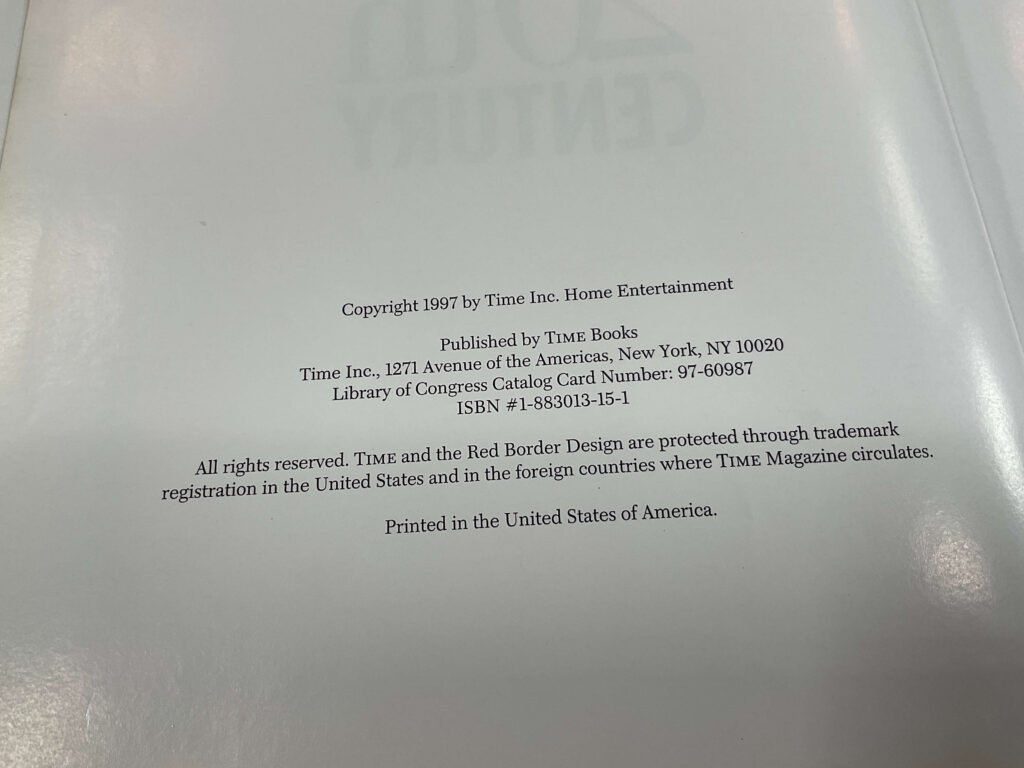 20th
CENTURY
Copyright 1997 by Time Inc. Home Entertainment
Published by TIME Books
Time Inc., 1271 Avenue of the Americas, New York, NY 10020
Library of Congress Catalog Card Number: 97-60987
ISBN #1-883013-15-1
All rights reserved. TIME and the Red Border Design are protected through trademark
registration in the United States and in the foreign countries where TIME Magazine circulates.
Printed in the United States of America.